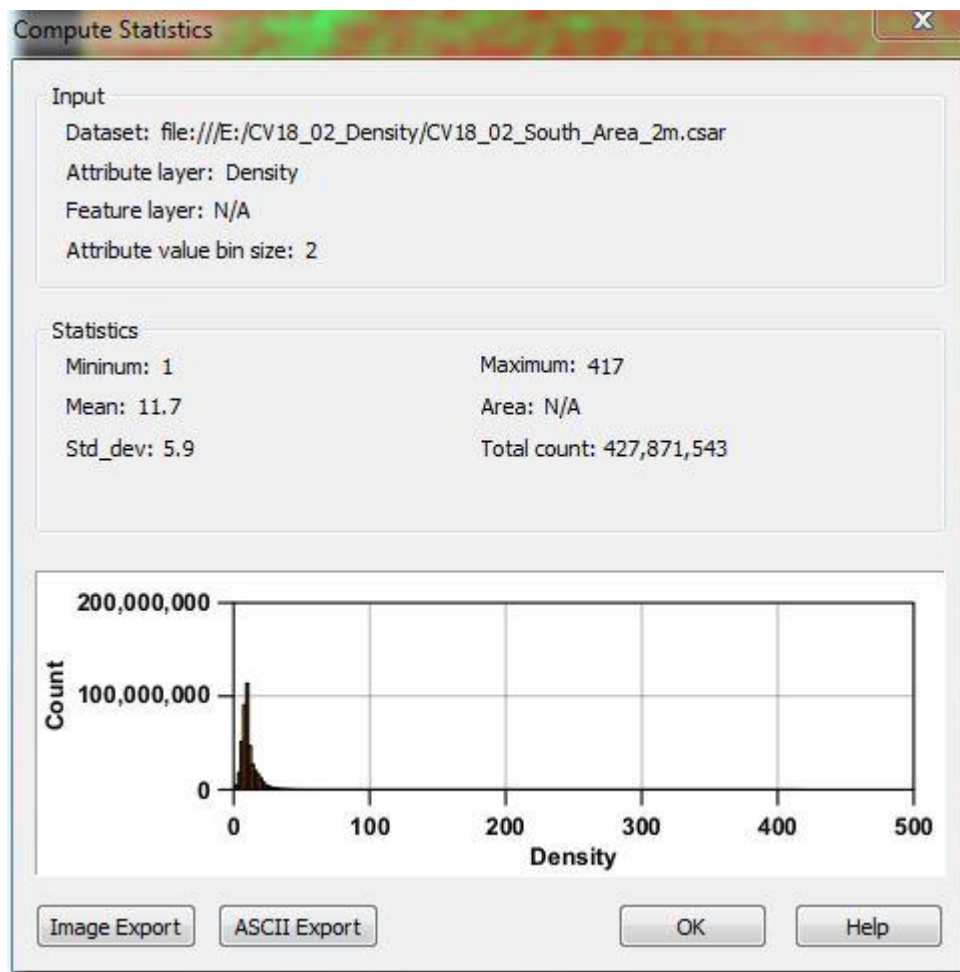 Compute Statistics
Input
Dataset: file:///E:/CV18_02_Density/CV18_02_South_Area_2m.csar
Attribute layer: Density
Feature layer: N/A
Attribute value bin size: 2
Statistics
Mininum: 1
Maximum: 417
Mean: 11.7
Area: N/A
Std_dev: 5.9
Total count: 427,871,543
200,000,000
100,000,000
0
Count
0 100 200 300 400 500
Density
Image Export
ASCII Export
OK
Help